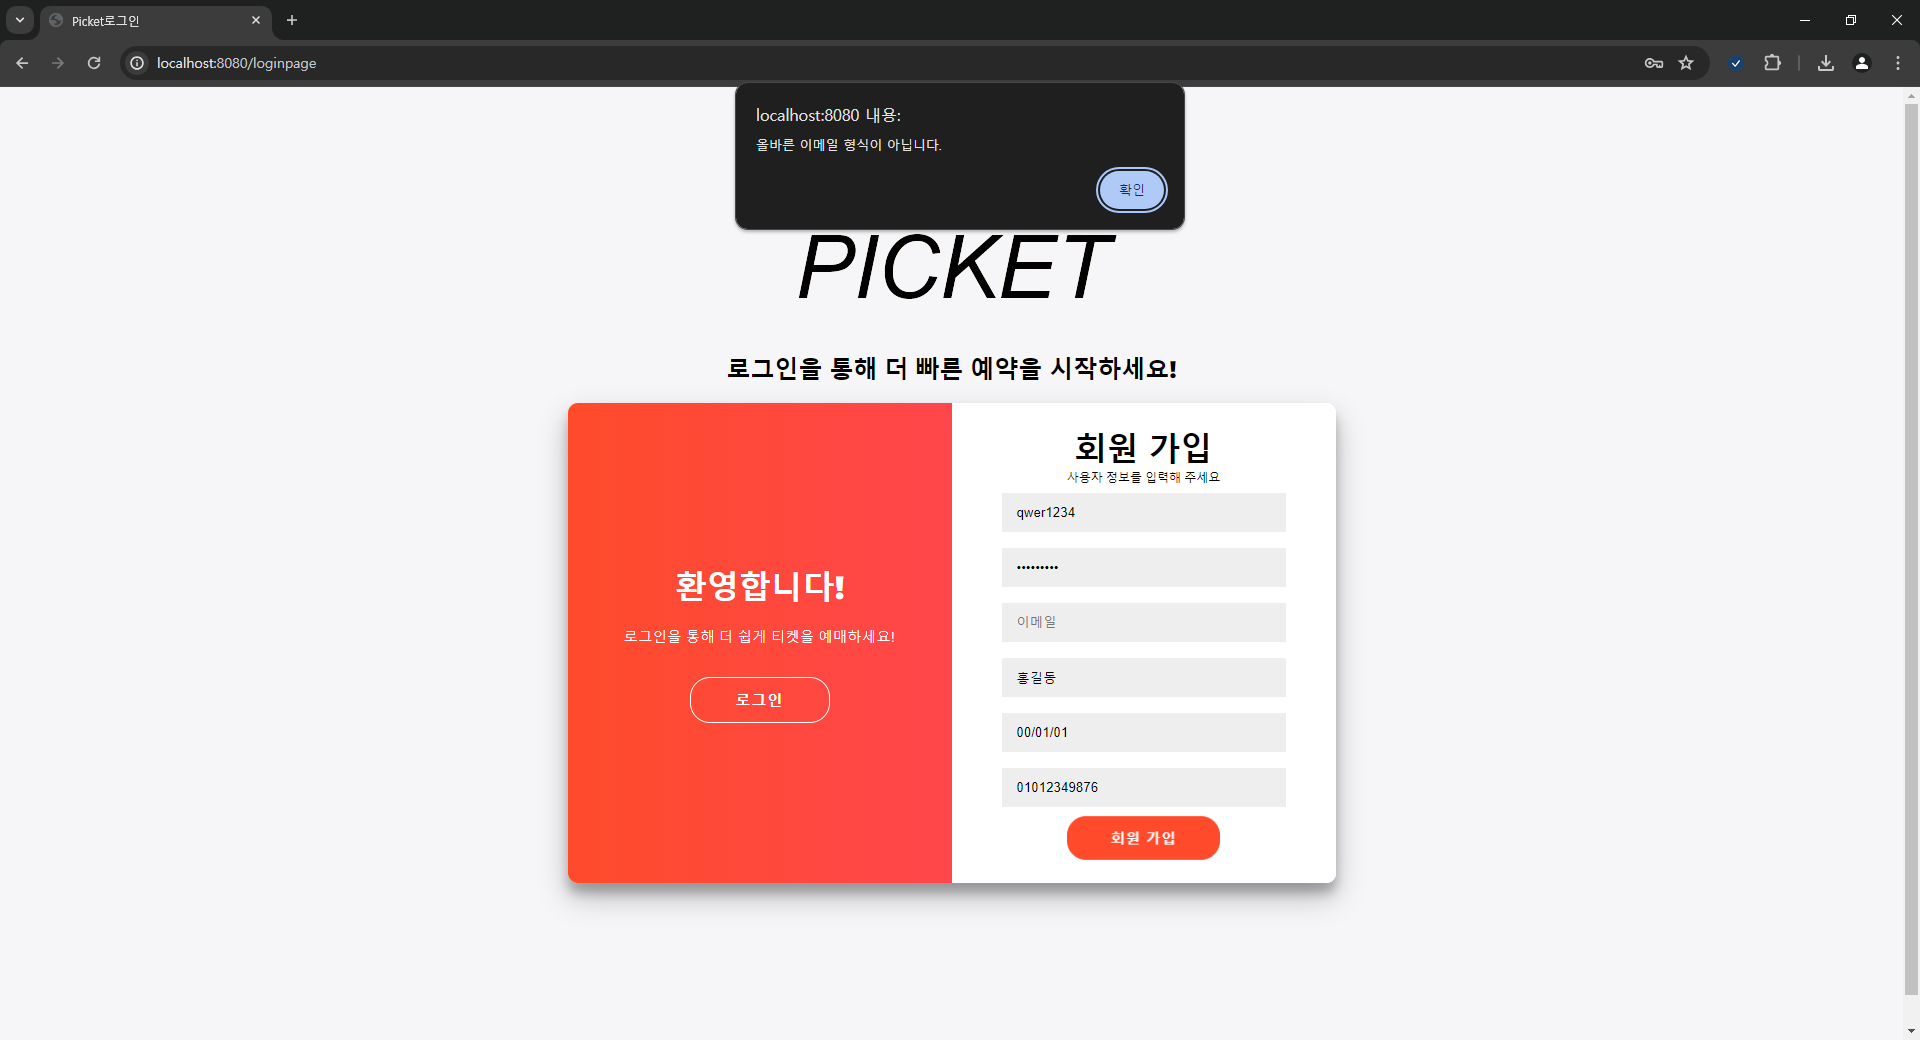 Picket로그인
localhost:8080/loginpage
localhost:8080 내용:
올바른 이메일 형식이 아닙니다.
확인
PICKET
로그인을 통해 더 빠른 예약을 시작하세요!
환영합니다!
로그인을 통해 더 쉽게 티켓을 예매하세요!
로그인
회원 가입
사용자 정보를 입력해 주세요
qwer1234
•••••••••
이메일
홍길동
00/01/01
01012349876
회원 가입